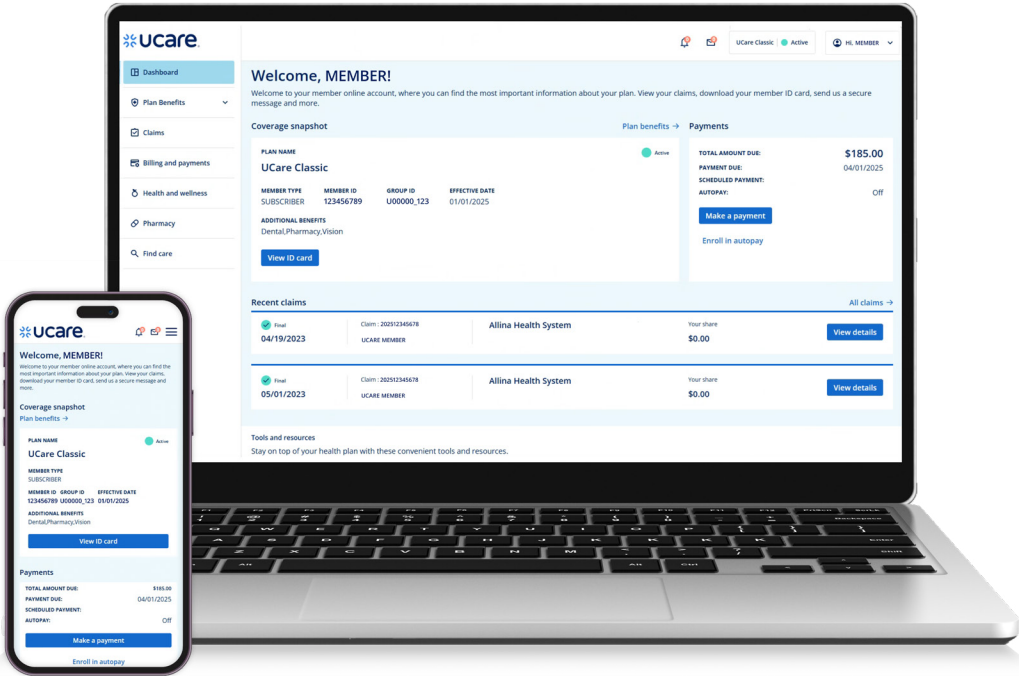 ucare
2
2
UCare Classic Active
Hi, MEMBER
Dashboard
Plan Benefits
Claims
Billing and payments
Health and wellness
Pharmacy
Find care
Welcome, MEMBER!
Welcome to your member online account, where you can find the most important information about your plan. View your claims, download your member ID card, send us a secure
message and more.
Coverage snapshot
Plan benefits →
PLAN NAME
Active
UCare Classic
MEMBER TYPE MEMBER ID GROUP ID EFFECTIVE DATE
SUBSCRIBER 123456789 U00000_123 01/01/2025
ADDITIONAL BENEFITS
Dental,Pharmacy,Vision
View ID card
Payments
TOTAL AMOUNT DUE: $185.00
PAYMENT DUE: 04/01/2025
SCHEDULED PAYMENT:
AUTOPAY: Off
Make a payment
Enroll in autopay
Recent claims
All claims →
Final
04/19/2023
Claim : 202512345678
UCARE MEMBER
Allina Health System
Your share
$0.00
View details
Final
05/01/2023
Claim : 202512345678
UCARE MEMBER
Allina Health System
Your share
$0.00
View details
Tools and resources
Stay on top of your health plan with these convenient tools and resources.
ucare
Welcome, MEMBER!
Welcome to your member online account, where you can find the
most important information about your plan. View your claims,
download your member ID card, send us a secure message and
more.
Coverage snapshot
Plan benefits →
PLAN NAME
Active
UCare Classic
MEMBER TYPE
SUBSCRIBER
MEMBER ID GROUP ID EFFECTIVE DATE
123456789 U00000_123 01/01/2025
ADDITIONAL BENEFITS
Dental,Pharmacy,Vision
View ID card
Payments
TOTAL AMOUNT DUE: $185.00
PAYMENT DUE: 04/01/2025
SCHEDULED PAYMENT:
AUTOPAY: Off
Make a payment
Enroll in autopay